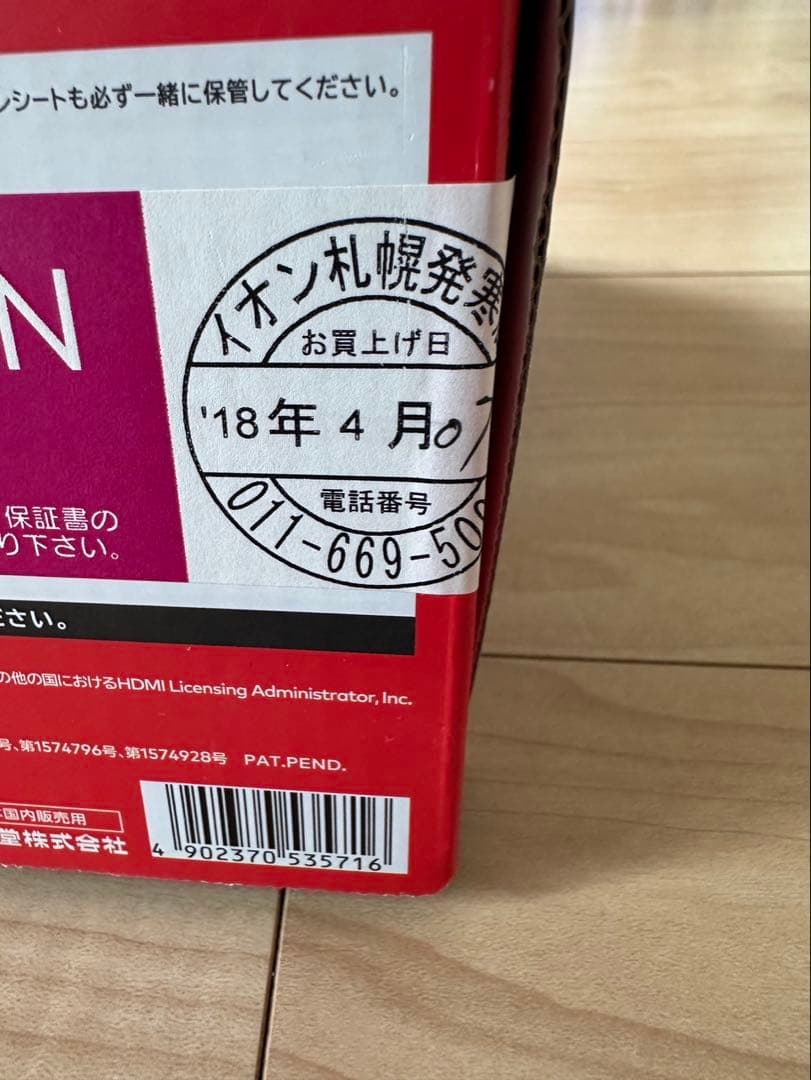 シートも必ず一緒に保管してください。
N
イオン札幌発寒
お買上げ日
'18年 4 月07
電話番号
011-669-50
保証書の
り下さい。
ださい。
の他の国におけるHDMI Licensing Administrator, Inc.
号、第1574796号、第1574928号 PAT.PEND.
国内販売用
堂株式会社
4 902370 535716